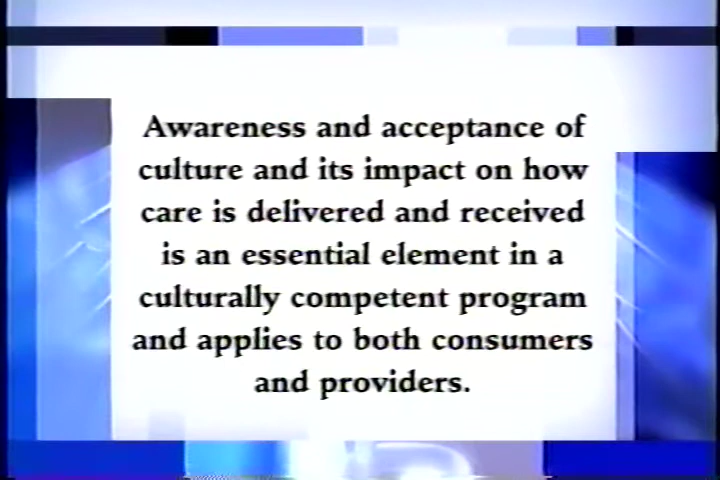 Awareness and acceptance of
culture and its impact on how
care is delivered and received
is an essential element in a
culturally competent program
and applies to both consumers
and providers.